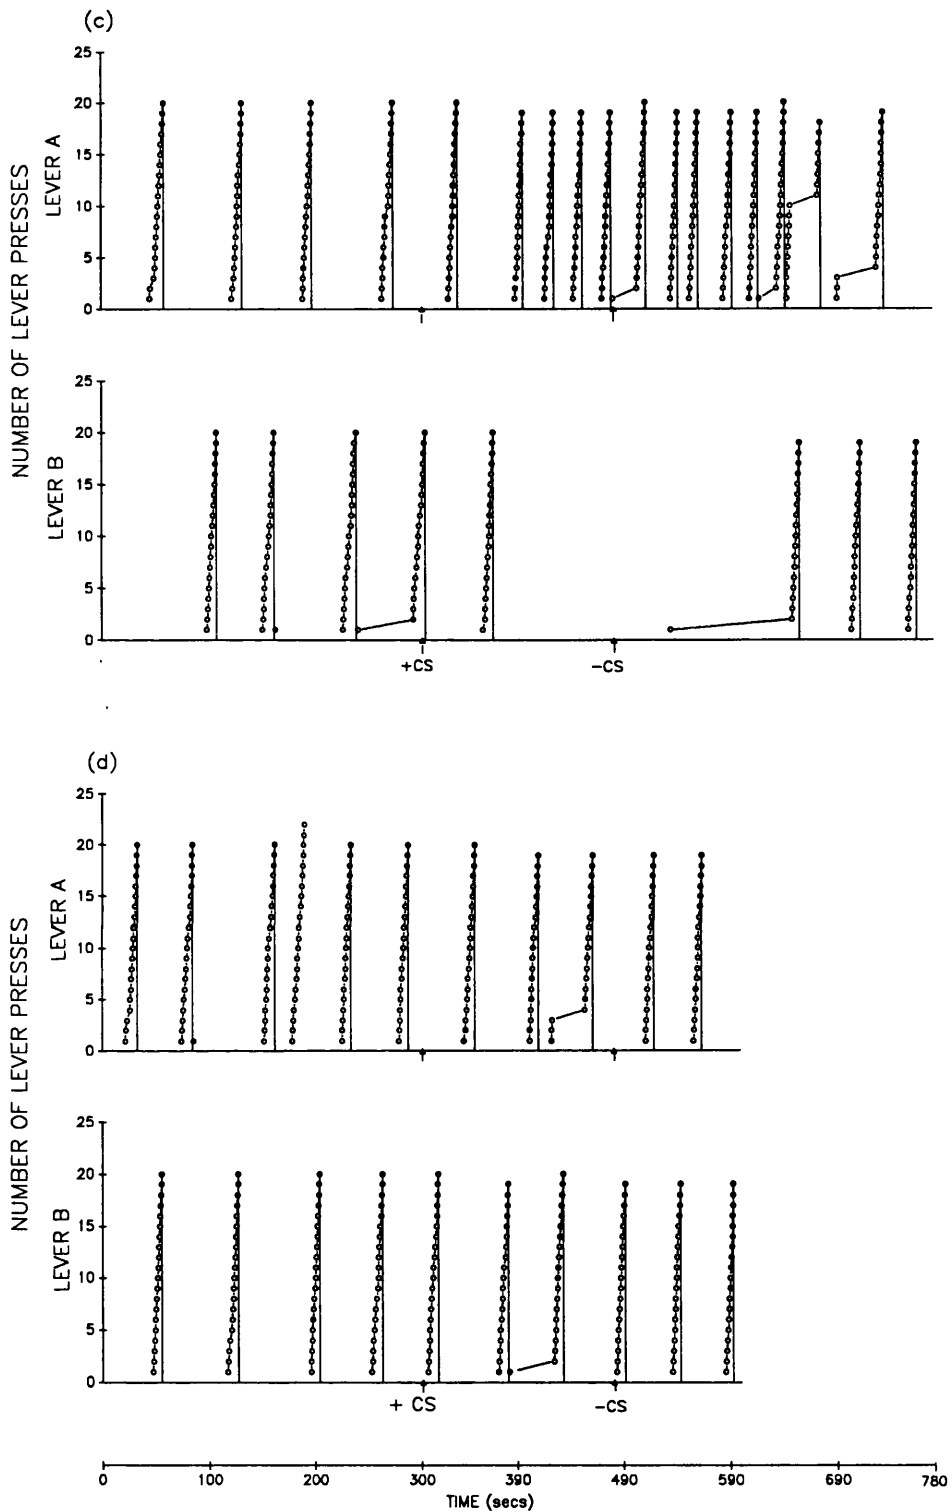 (c)
NUMBER OF LEVER PRESSES
LEVER A
25
20
15
10
5
0
LEVER B
25
20
15
10
5
0
+CS
-CS
(d)
NUMBER OF LEVER PRESSES
LEVER A
25
20
15
10
5
0
LEVER B
25
20
15
10
5
0
+ CS
-CS
0 100 200 300 390 490 590 690 780
TIME (secs)